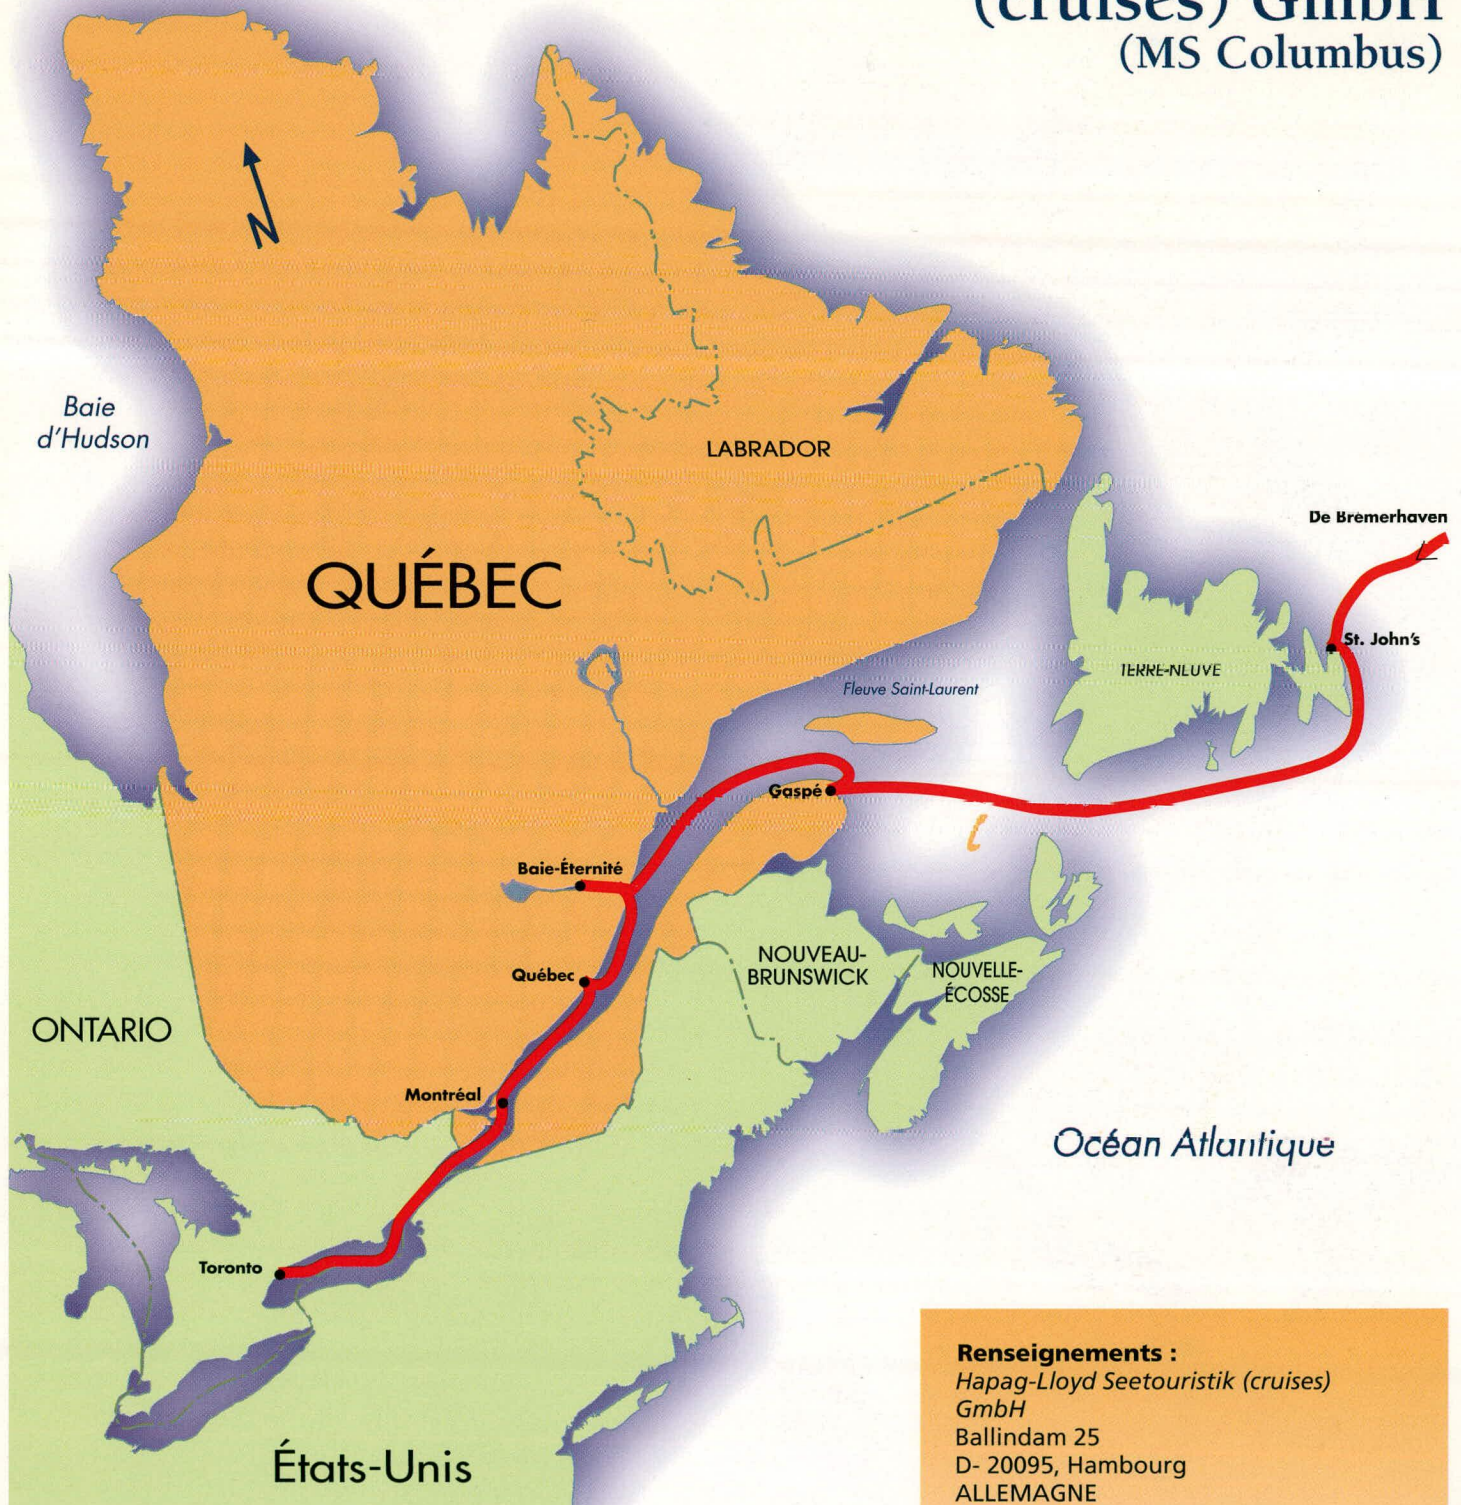 (cruises) GmbH
(MS Columbus)
N
Baie
d'Hudson
LABRADOR
De Bremerhaven
QUÉBEC
St. John's
TERRE-NEUVE
Fleuve Saint-Laurent
Gaspé
Baie-Éternité
NOUVEAU-
BRUNSWICK
NOUVELLE-
ÉCOSSE
Québec
ONTARIO
Montréal
Océan Atlantique
Toronto
États-Unis
Renseignements :
Hapag-Lloyd Seetouristik (cruises)
GmbH
Ballindam 25
D- 20095, Hambourg
ALLEMAGNE